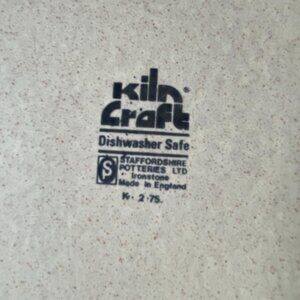 Kiln®
Craft
Dishwasher Safe
S
STAFFORDSHIRE
POTTERIES LTD
Ironstone
Made in England
K. 2.75.